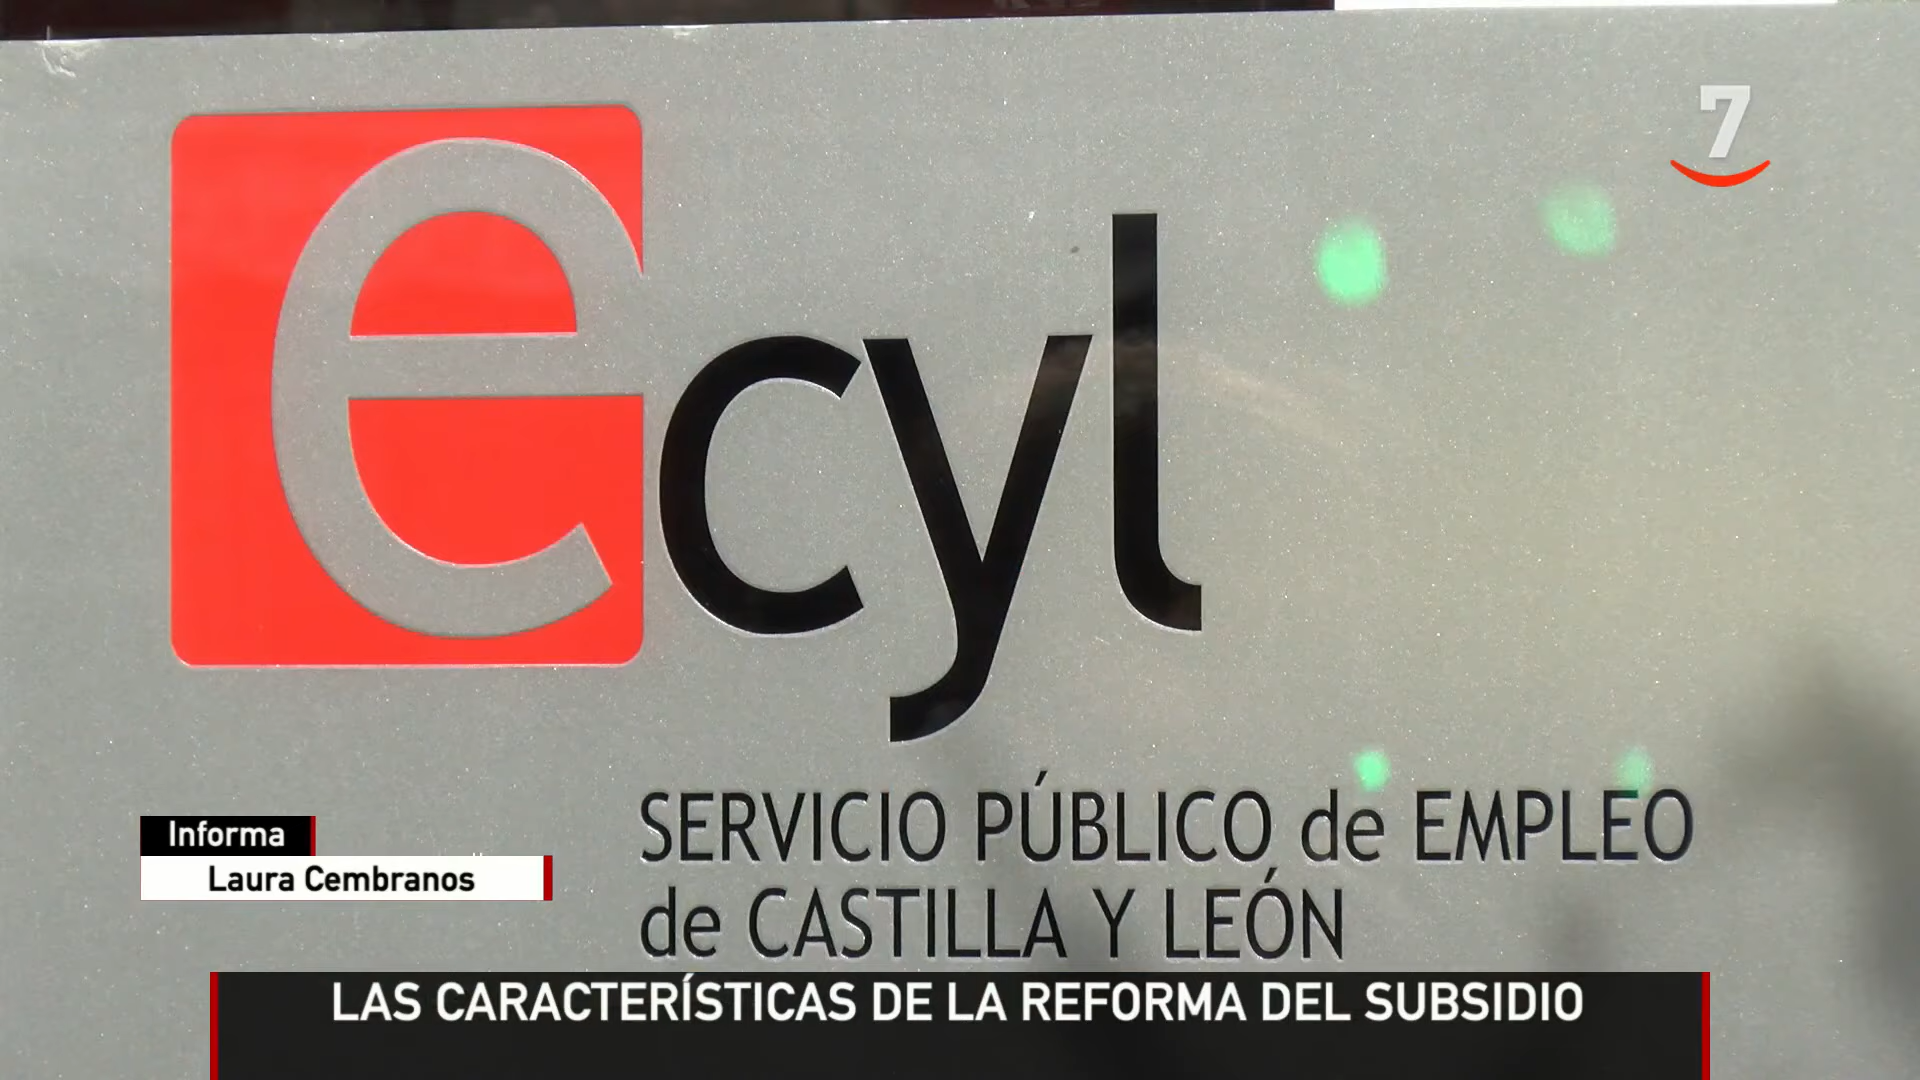 7
ecyl
SERVICIO PÚBLICO de EMPLEO
de CASTILLA Y LEÓN
Informa
Laura Cembranos
LAS CARACTERÍSTICAS DE LA REFORMA DEL SUBSIDIO